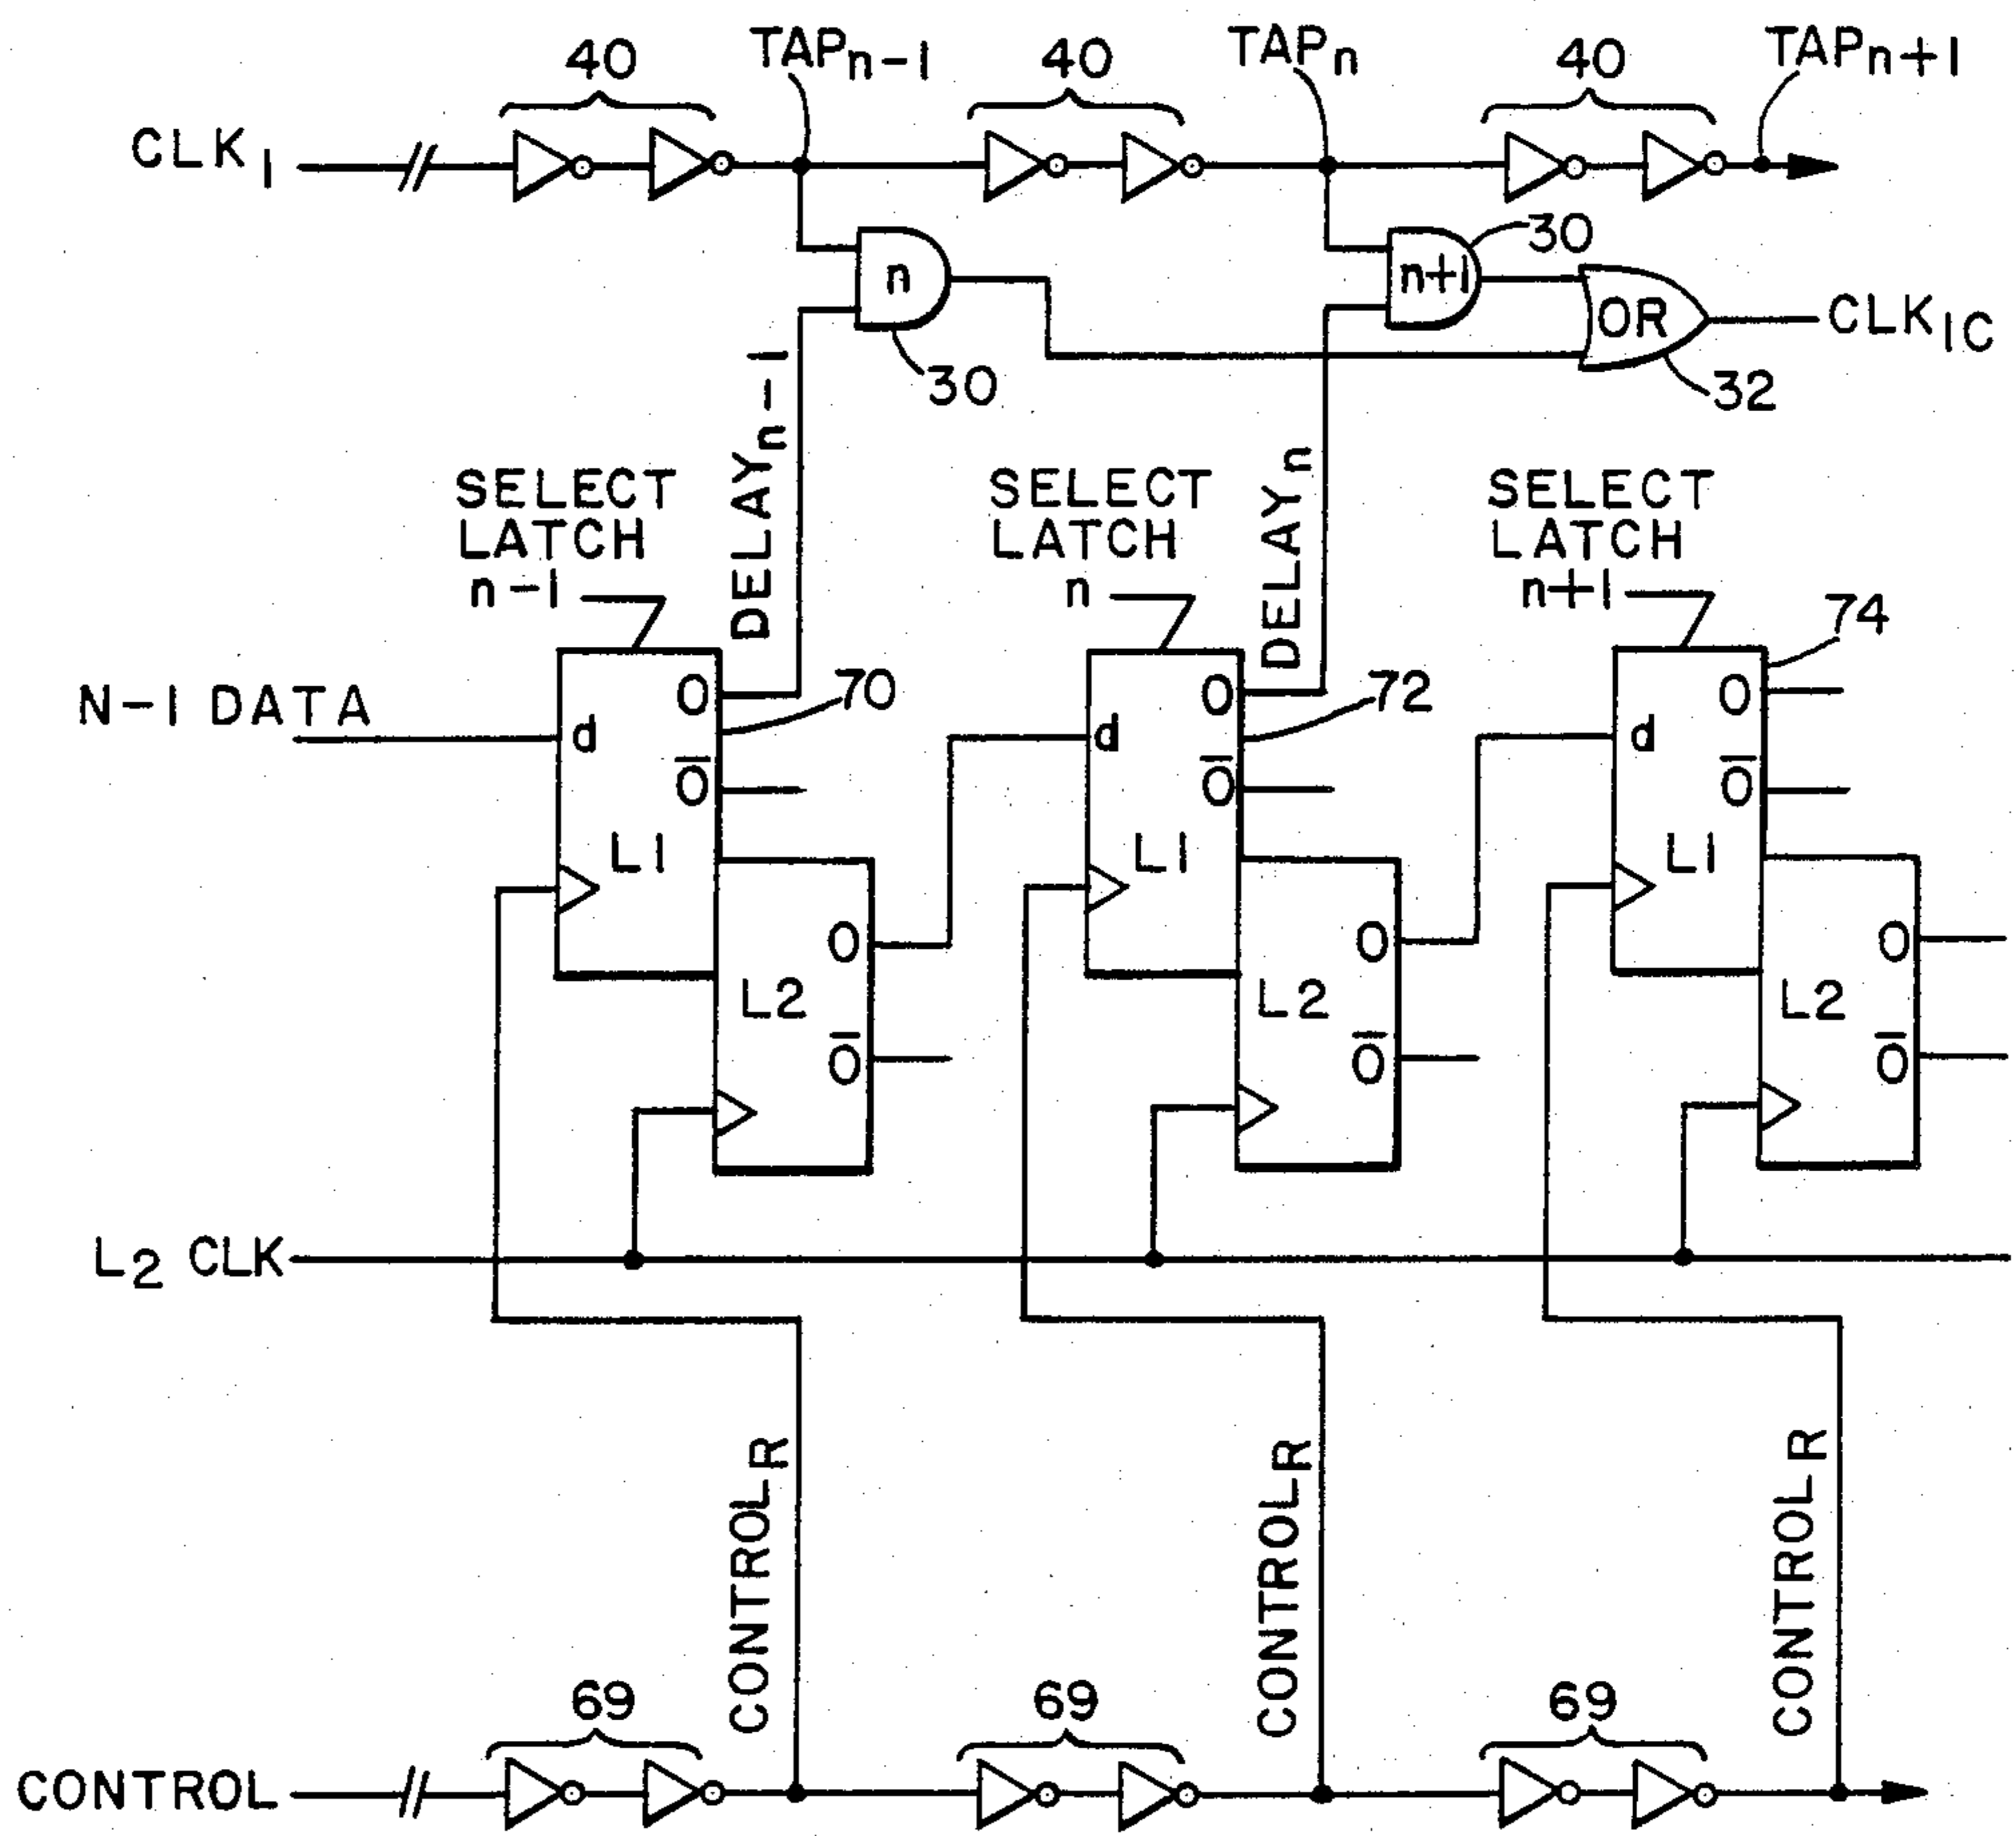 40 TAPn-1 40 TAPn 40 TAPn+1
CLK1
n 30 n+1 30
OR CLK1C
32
DELAYn-1
DELAYn
SELECT
LATCH
n-1
SELECT
LATCH
n
SELECT
LATCH
n+1
74
N-1 DATA
d O 70
O̅
L1
d O 72
O̅
L1
d O
O̅
L1
O
L2
O̅
O
L2
O̅
O
L2
O̅
L2 CLK
CONTROLR
CONTROLR
CONTROLR
69 69 69
CONTROL